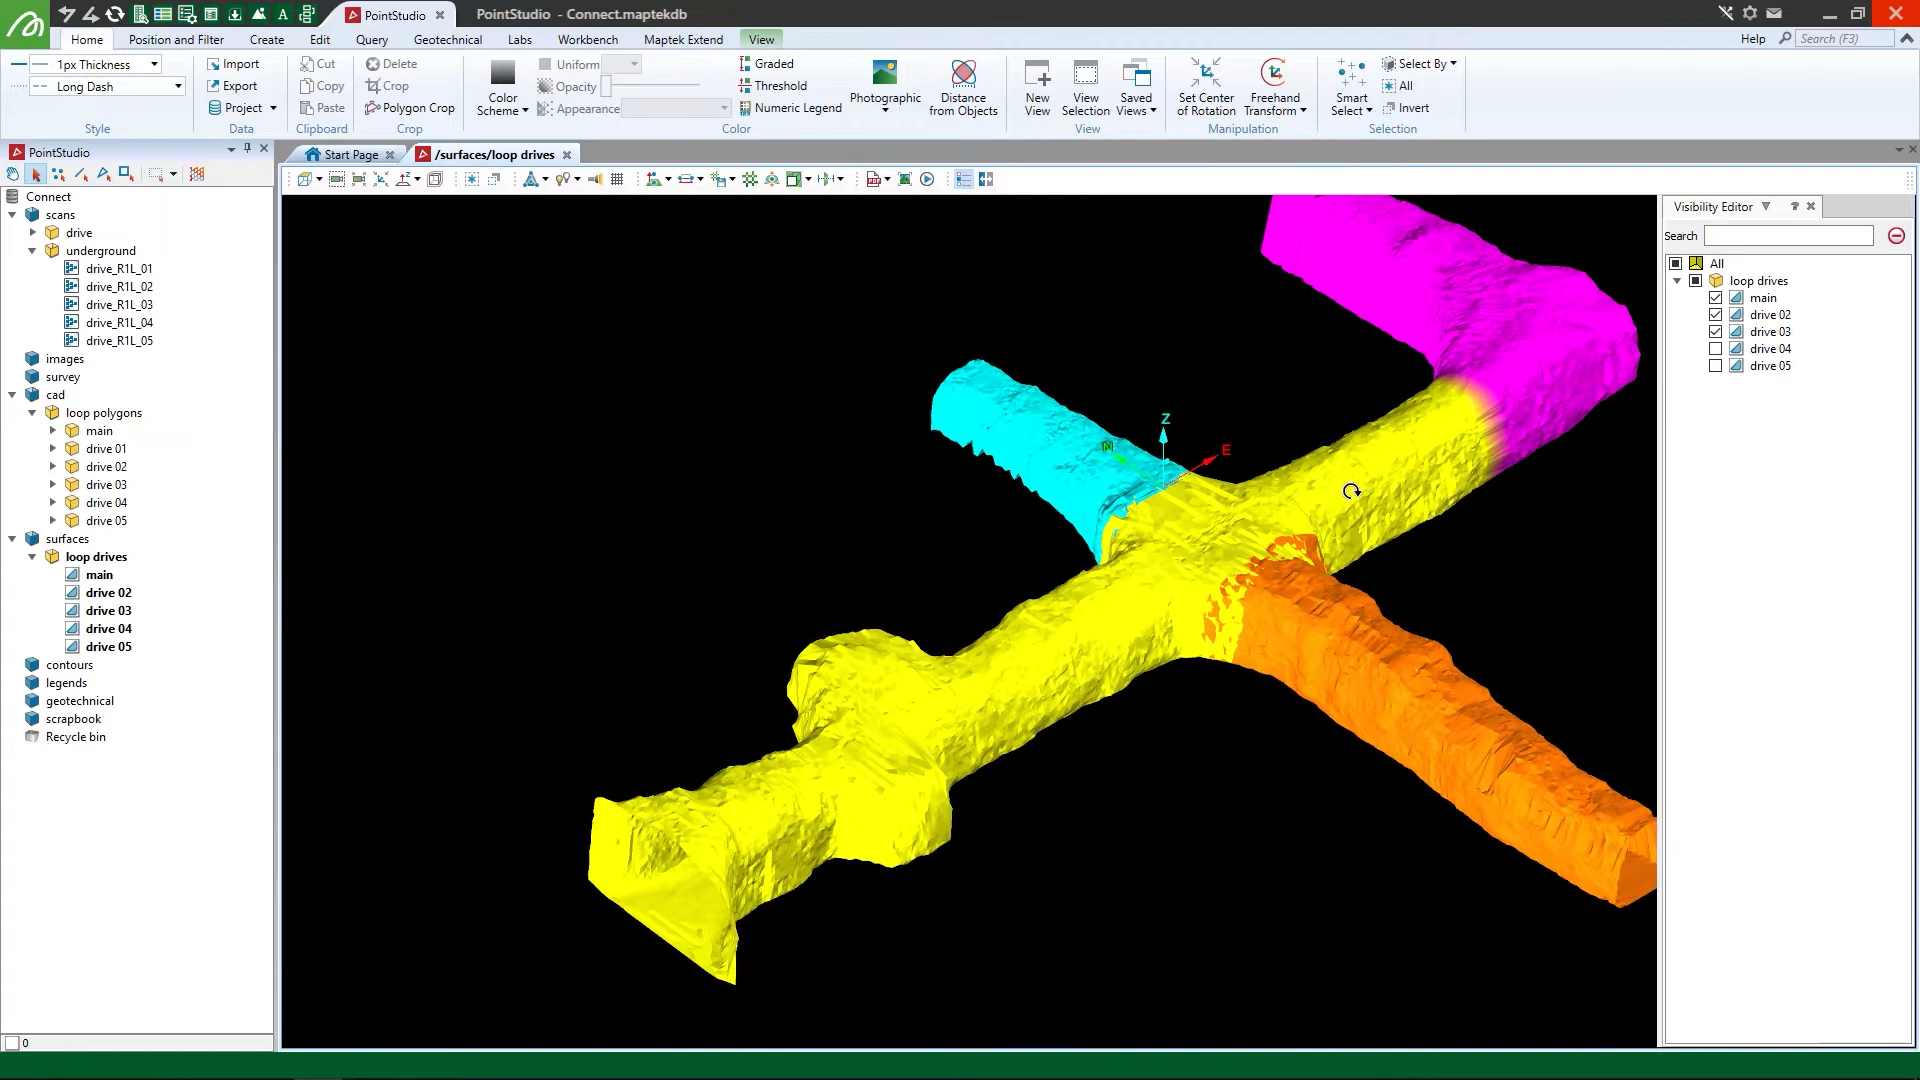 PointStudio
PointStudio - Connect.maptekdb
Home
Position and Filter
Create
Edit
Query
Geotechnical
Labs
Workbench
Maptek Extend
View
Help
Search (F3)
1px Thickness
Long Dash
Style
Import
Export
Project
Data
Cut
Copy
Paste
Clipboard
Delete
Crop
Polygon Crop
Crop
Color
Scheme
Uniform
Opacity
Appearance
Graded
Threshold
Numeric Legend
Photographic
Distance
from Objects
Color
New
View
View
Selection
Saved
Views
View
Set Center
of Rotation
Freehand
Transform
Manipulation
Smart
Select
Select By
All
Invert
Selection
PointStudio
Start Page
/surfaces/loop drives
Connect
scans
drive
underground
drive_R1L_01
drive_R1L_02
drive_R1L_03
drive_R1L_04
drive_R1L_05
images
survey
cad
loop polygons
main
drive 01
drive 02
drive 03
drive 04
drive 05
surfaces
loop drives
main
drive 02
drive 03
drive 04
drive 05
contours
legends
geotechnical
scrapbook
Recycle bin
0
Z
N
E
Visibility Editor
Search
All
loop drives
main
drive 02
drive 03
drive 04
drive 05